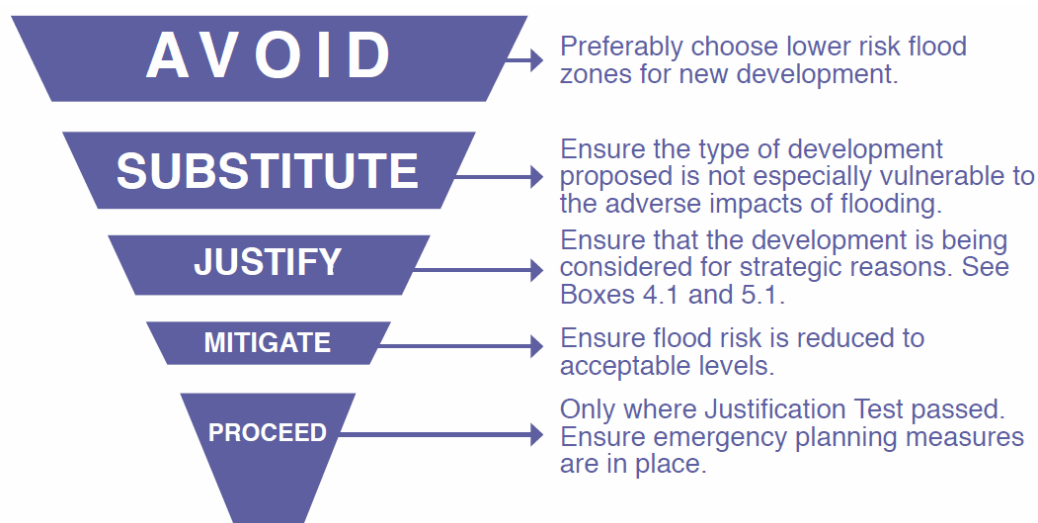 AVOID
Preferably choose lower risk flood
zones for new development.
SUBSTITUTE
Ensure the type of development
proposed is not especially vulnerable to
the adverse impacts of flooding.
JUSTIFY
Ensure that the development is being
considered for strategic reasons. See
Boxes 4.1 and 5.1.
MITIGATE
Ensure flood risk is reduced to
acceptable levels.
PROCEED
Only where Justification Test passed.
Ensure emergency planning measures
are in place.